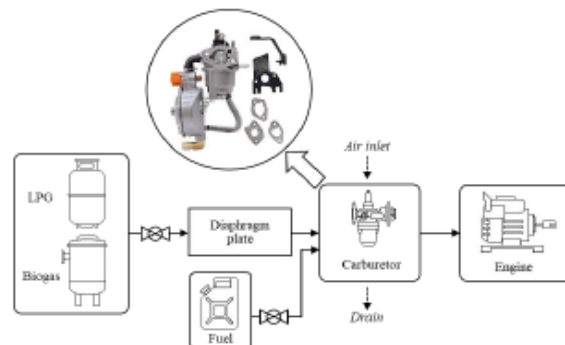 Air inlet
LPG
Diaphragm
plate
Biogas
Carburetor
Engine
Fuel
Drain